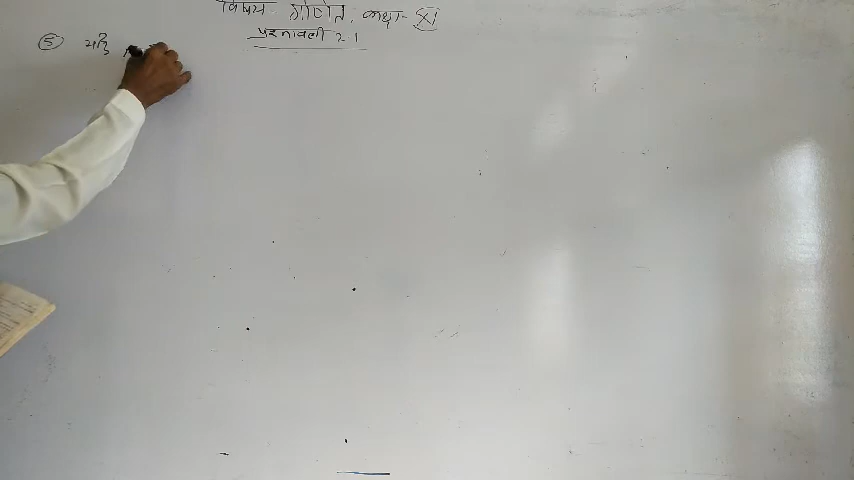 विषय- गणित, कक्षा- XI
प्रश्नावली 2.1
⑤ यदि